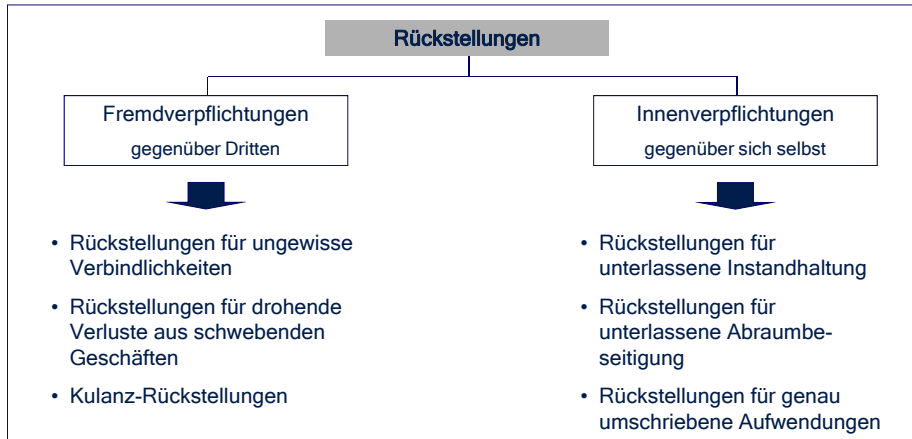 Rückstellungen
Fremdverpflichtungen
gegenüber Dritten
• Rückstellungen für ungewisse
Verbindlichkeiten
• Rückstellungen für drohende
Verluste aus schwebenden
Geschäften
• Kulanz-Rückstellungen
Innenverpflichtungen
gegenüber sich selbst
• Rückstellungen für
unterlassene Instandhaltung
• Rückstellungen für
unterlassene Abraumbe-
seitigung
• Rückstellungen für genau
umschriebene Aufwendungen